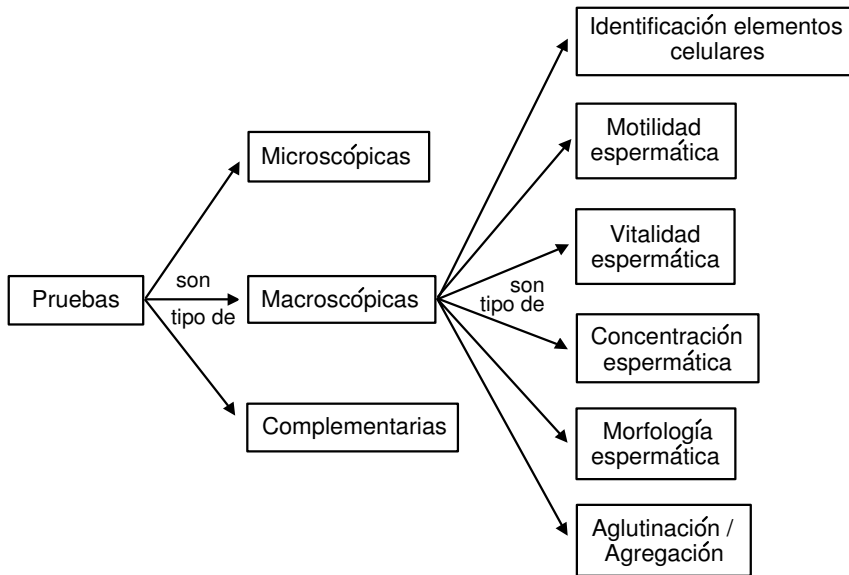 Identificación elementos
celulares
Motilidad
espermática
Microscópicas
Vitalidad
espermática
son
tipo de
Pruebas
son
tipo de
Macroscópicas
Concentración
espermática
Complementarias
Morfología
espermática
Aglutinación /
Agregación